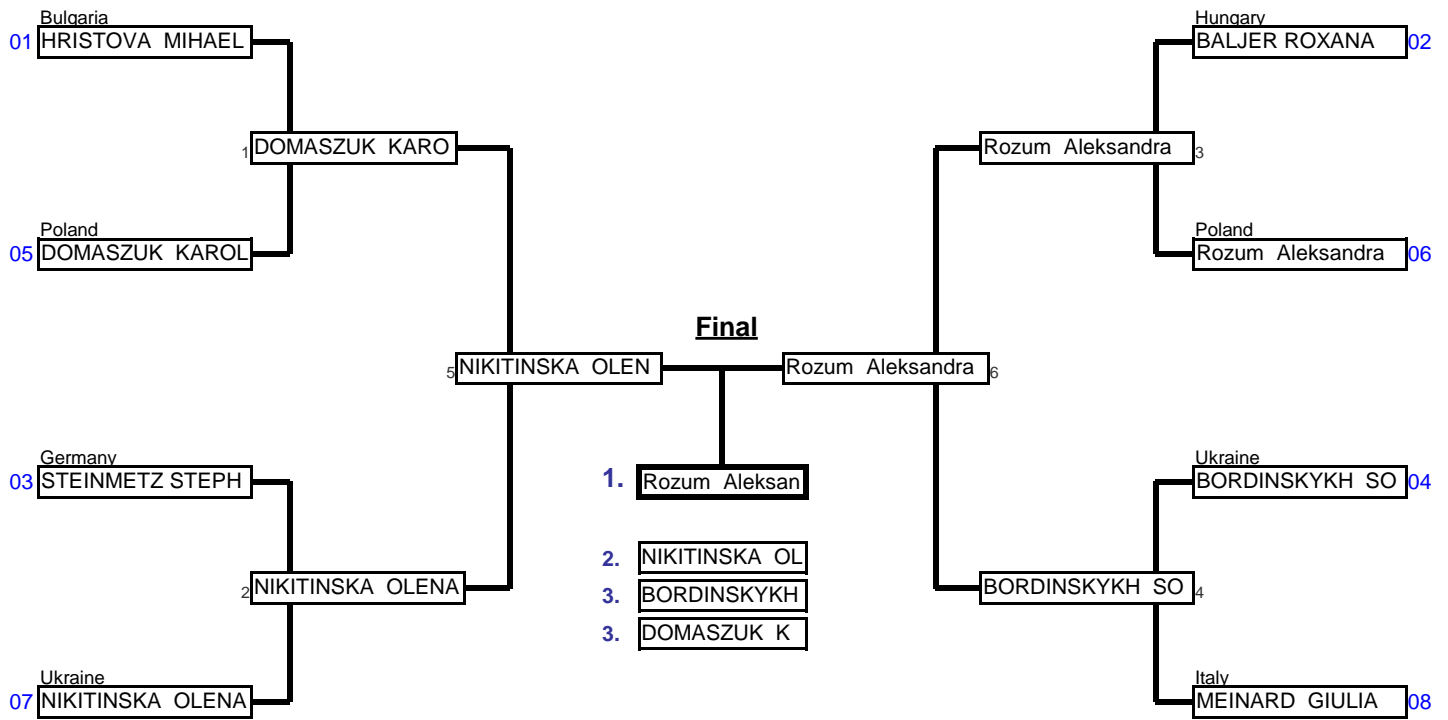 Bulgaria
01 HRISTOVA MIHAEL
Hungary
BALJER ROXANA 02
1 DOMASZUK KARO
Rozum Aleksandra 3
Poland
05 DOMASZUK KAROL
Poland
Rozum Aleksandra 06
Final
5 NIKITINSKA OLEN
Rozum Aleksandra 6
Germany
03 STEINMETZ STEPH
1. Rozum Aleksan
Ukraine
BORDINSKYKH SO 04
2. NIKITINSKA OL
2 NIKITINSKA OLENA
3. BORDINSKYKH
BORDINSKYKH SO 4
3. DOMASZUK K
Ukraine
07 NIKITINSKA OLENA
Italy
MEINARD GIULIA 08